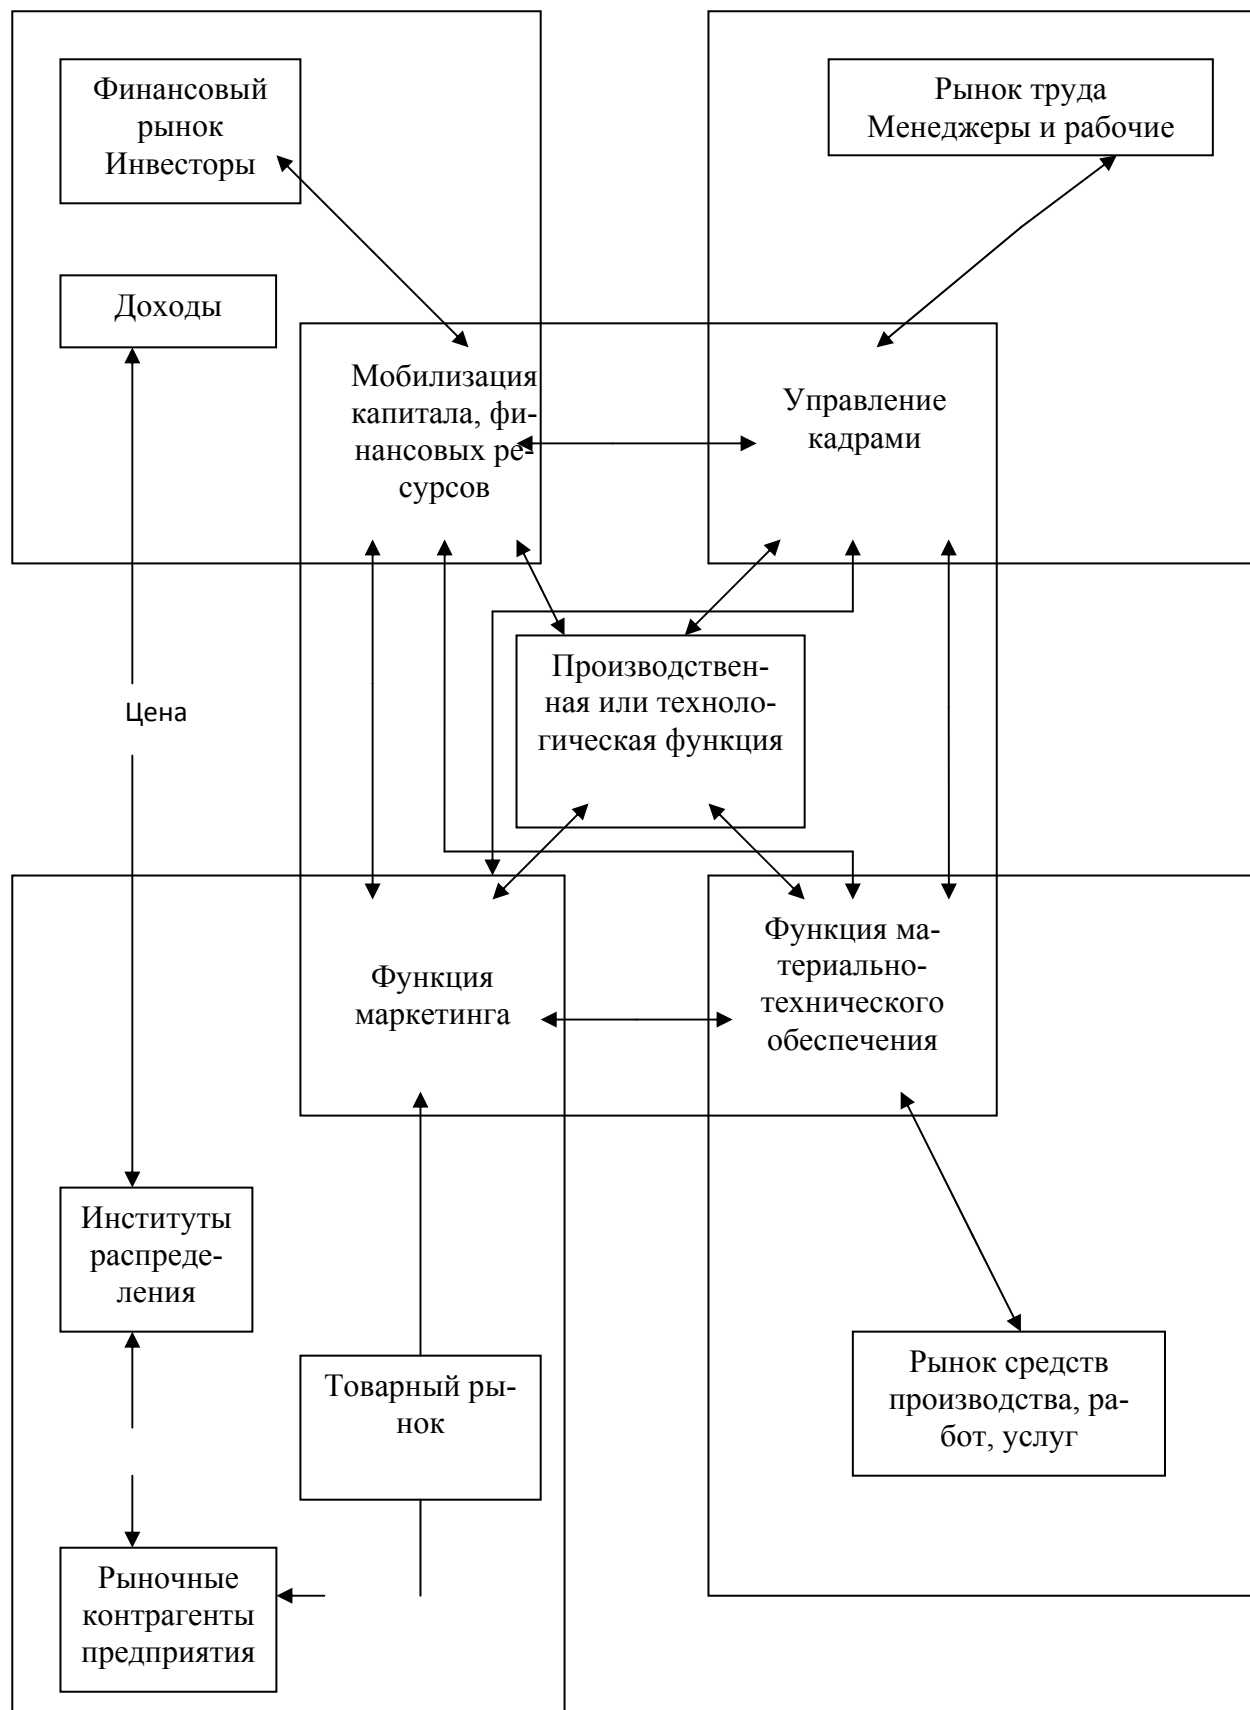 Финансовый
рынок
Инвесторы
Рынок труда
Менеджеры и рабочие
Доходы
Мобилизация
капитала, фи-
нансовых ре-
сурсов
Управление
кадрами
Производствен-
ная или техноло-
гическая функция
Цена
Функция
маркетинга
Функция ма-
териально-
технического
обеспечения
Институты
распреде-
ления
Товарный ры-
нок
Рынок средств
производства, ра-
бот, услуг
Рыночные
контрагенты
предприятия